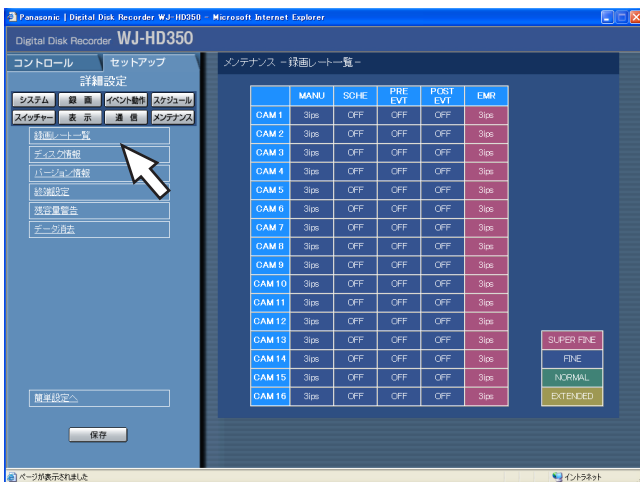 Panasonic | Digital Disk Recorder WJ-HD350 - Microsoft Internet Explorer
Digital Disk Recorder WJ-HD350
コントロール セットアップ
詳細設定
システム 録 画 イベント動作 スケジュール
スイッチャー 表 示 通 信 メンテナンス
録画レート一覧
ディスク情報
バージョン情報
終端設定
残容量警告
データ消去
簡単設定へ
保存
メンテナンス －録画レート一覧－
MANU SCHE PRE EVT POST EVT EMR
CAM 1 3ips OFF OFF OFF 3ips
CAM 2 3ips OFF OFF OFF 3ips
CAM 3 3ips OFF OFF OFF 3ips
CAM 4 3ips OFF OFF OFF 3ips
CAM 5 3ips OFF OFF OFF 3ips
CAM 6 3ips OFF OFF OFF 3ips
CAM 7 3ips OFF OFF OFF 3ips
CAM 8 3ips OFF OFF OFF 3ips
CAM 9 3ips OFF OFF OFF 3ips
CAM 10 3ips OFF OFF OFF 3ips
CAM 11 3ips OFF OFF OFF 3ips
CAM 12 3ips OFF OFF OFF 3ips
CAM 13 3ips OFF OFF OFF 3ips
CAM 14 3ips OFF OFF OFF 3ips
CAM 15 3ips OFF OFF OFF 3ips
CAM 16 3ips OFF OFF OFF 3ips
SUPER FINE
FINE
NORMAL
EXTENDED
ページが表示されました
イントラネット